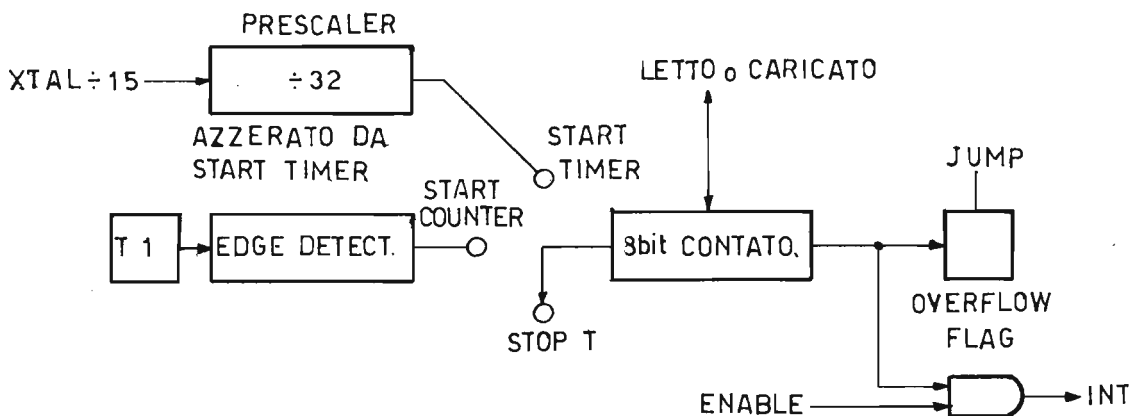 PRESCALER
XTAL÷15
÷32
LETTO o CARICATO
AZZERATO DA
START TIMER
START
TIMER
JUMP
START
COUNTER
T 1
EDGE DETECT.
8bit CONTATO.
OVERFLOW
FLAG
STOP T
ENABLE
INT